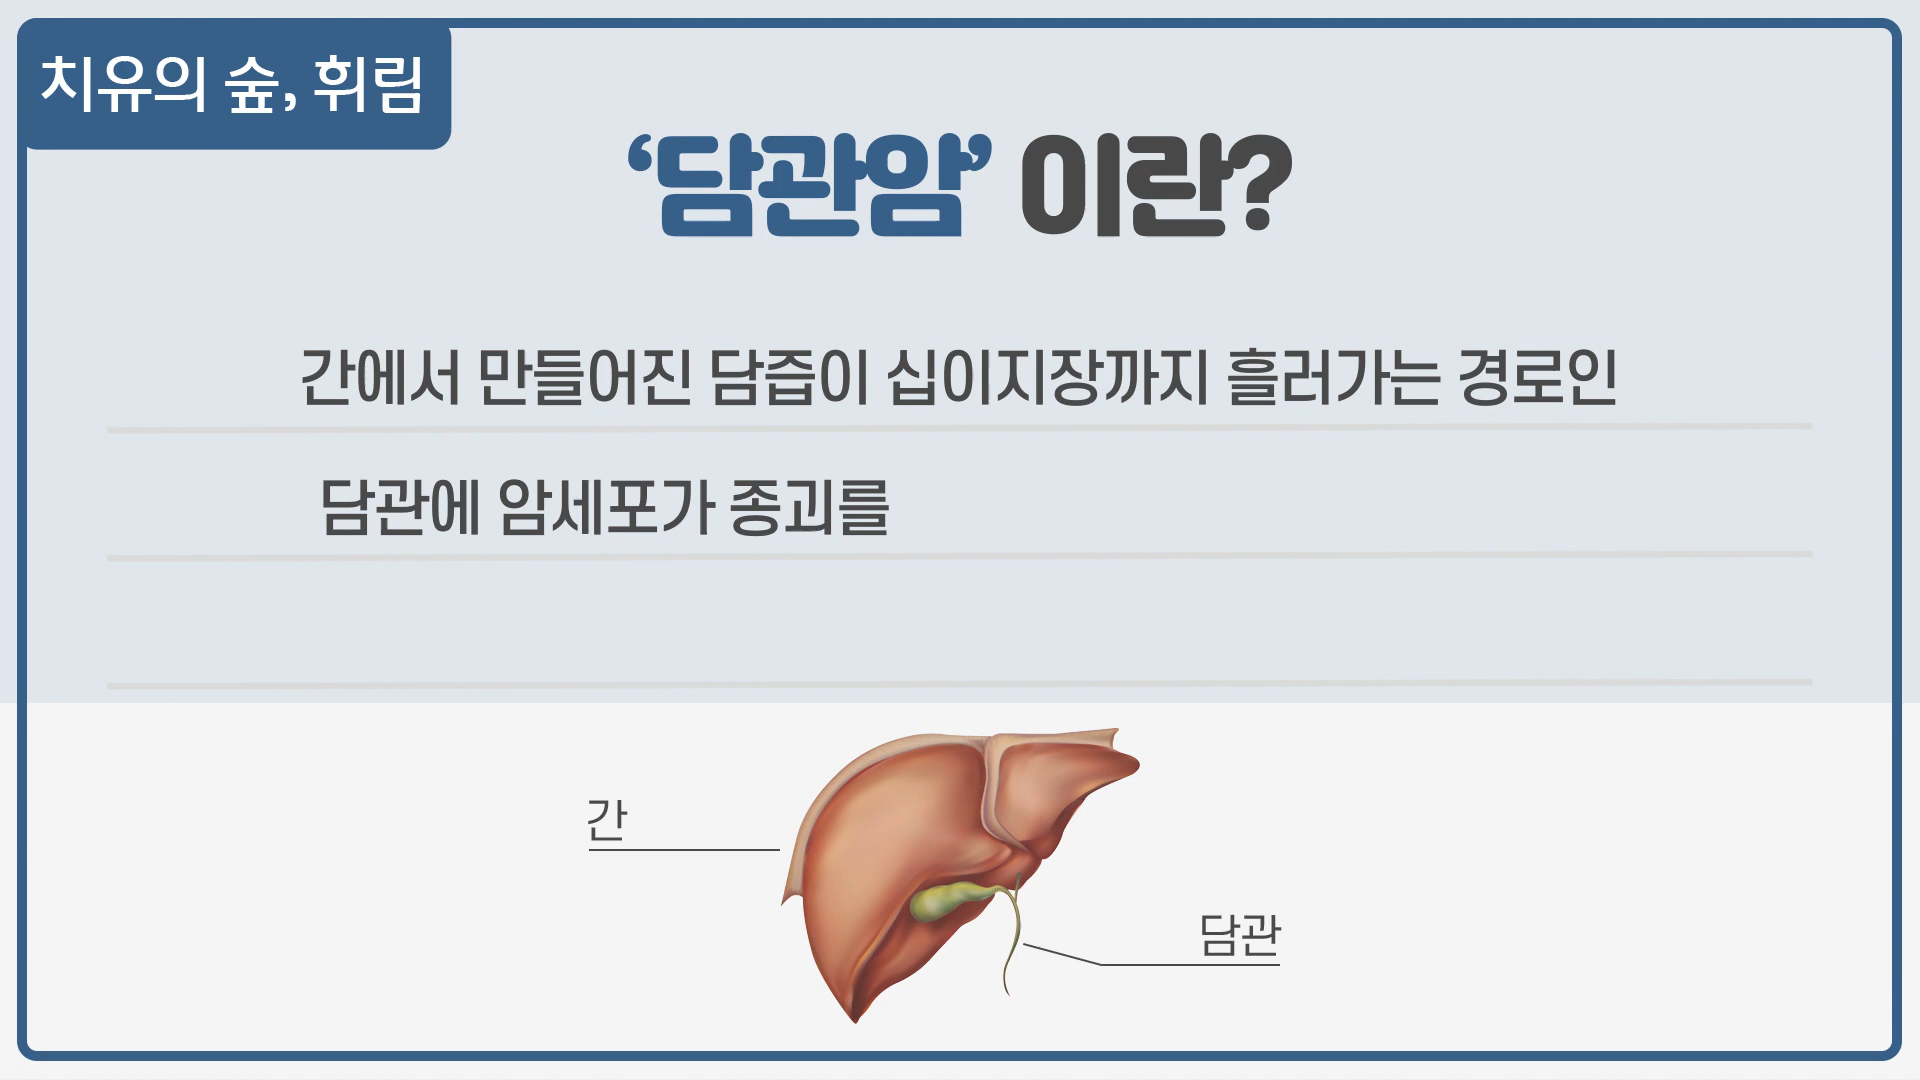 치유의 숲, 휘림
‘담관암’ 이란?
간에서 만들어진 담즙이 십이지장까지 흘러가는 경로인
담관에 암세포가 종괴를
간
담관